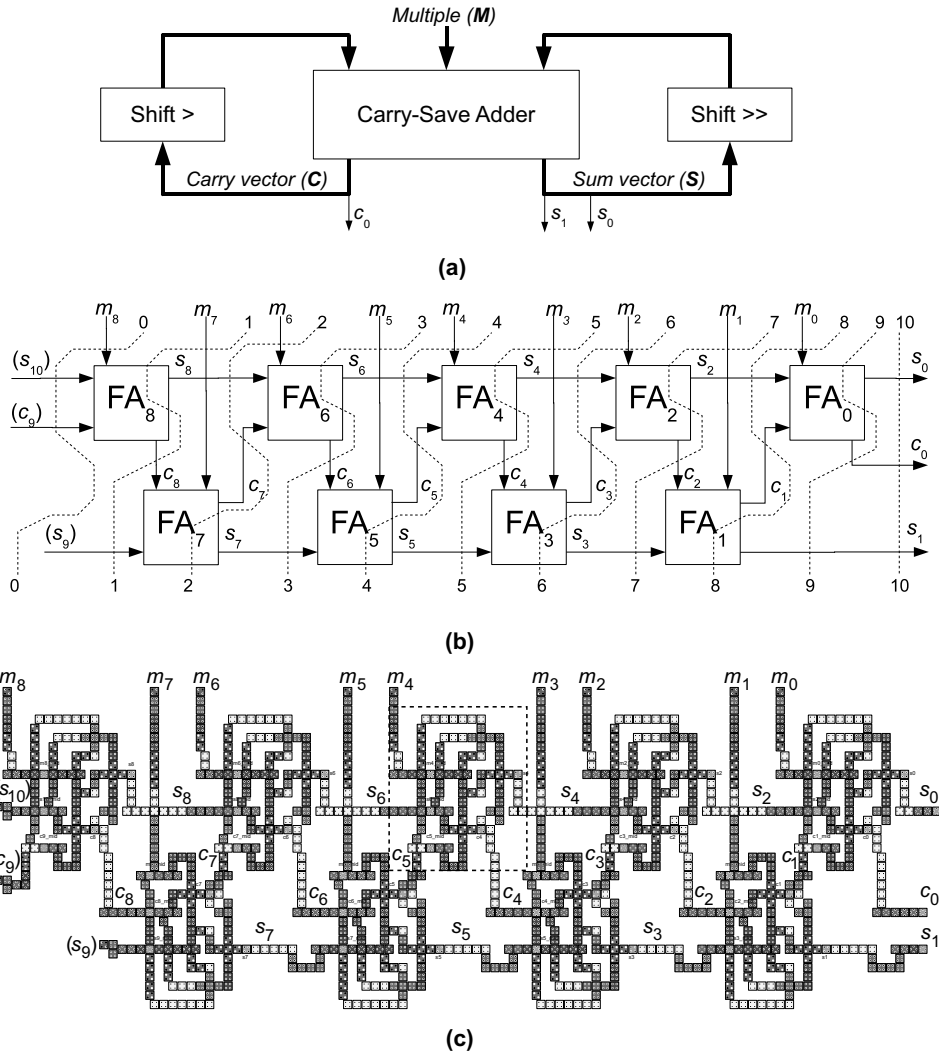 Multiple (M)
Shift >
Carry-Save Adder
Shift >>
Carry vector (C)
Sum vector (S)
c0
s1
s0
(a)
m8 0 m7 1 m6 2 m5 3 m4 4 m3 5 m2 6 m1 7 m0 8 9 10
(s10) s8 s6 s4 s2 s0
FA8 FA6 FA4 FA2 FA0
(c9)
c8 c7 c6 c5 c4 c3 c2 c1 c0
FA7 FA5 FA3 FA1
(s9) s7 s5 s3 s1
0 1 2 3 4 5 6 7 8 9 10
(b)
m8 m7 m6 m5 m4 m3 m2 m1 m0
s10) s8 s6 s4 s2 s0
c9) c7 c5 c3 c1
c8 c6 c4 c2 c0
(s9) s7 s5 s3 s1
(c)